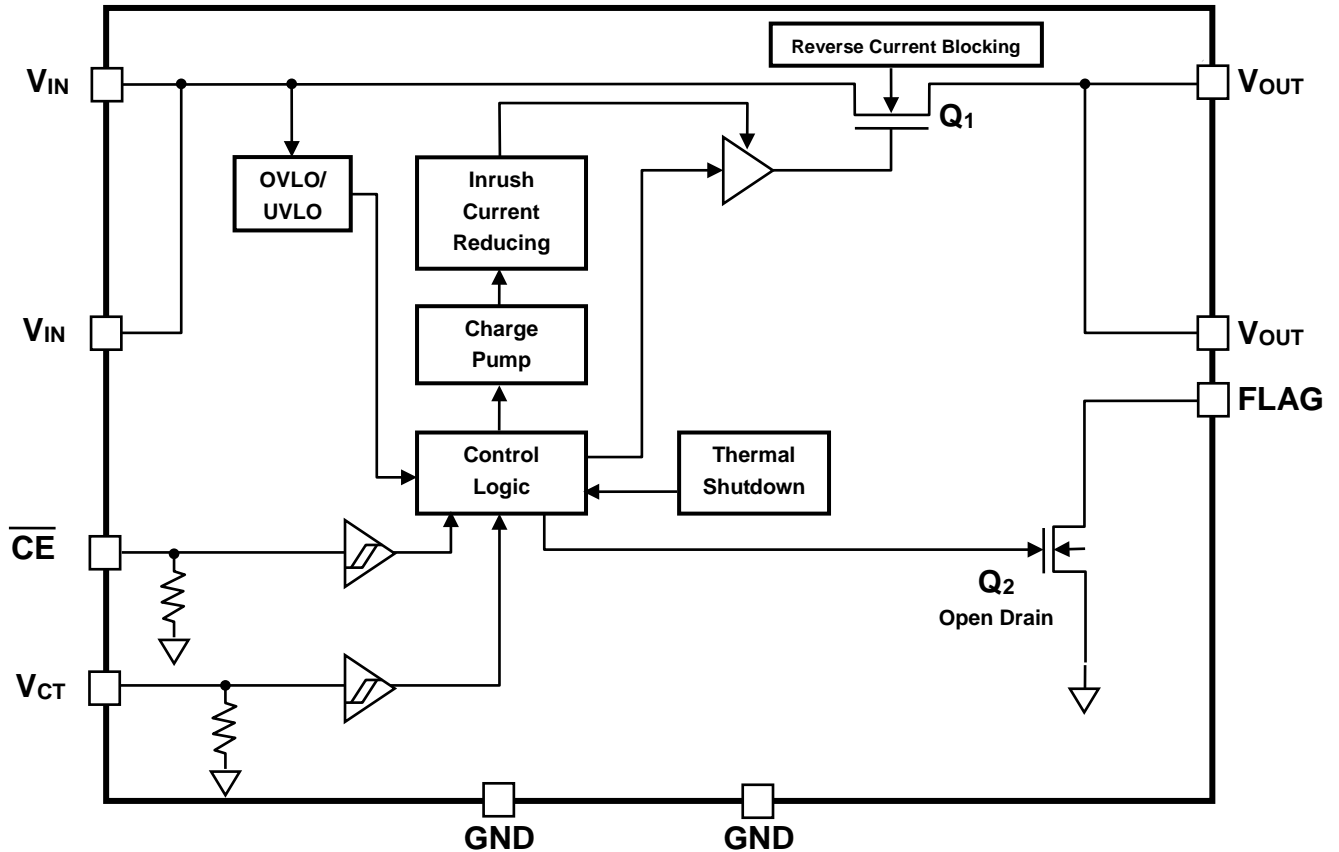 Reverse Current Blocking
VIN
VOUT
Q1
OVLO/
UVLO
Inrush
Current
Reducing
VIN
Charge
Pump
VOUT
FLAG
Control
Logic
Thermal
Shutdown
CE
Q2
Open Drain
VCT
GND
GND